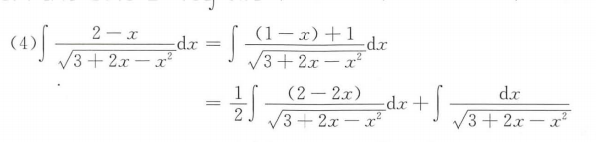 (4)∫ (2－x)/√(3＋2x－x²) dx ＝ ∫ ((1－x)＋1)/√(3＋2x－x²) dx
＝ 1/2 ∫ (2－2x)/√(3＋2x－x²) dx ＋ ∫ dx/√(3＋2x－x²)